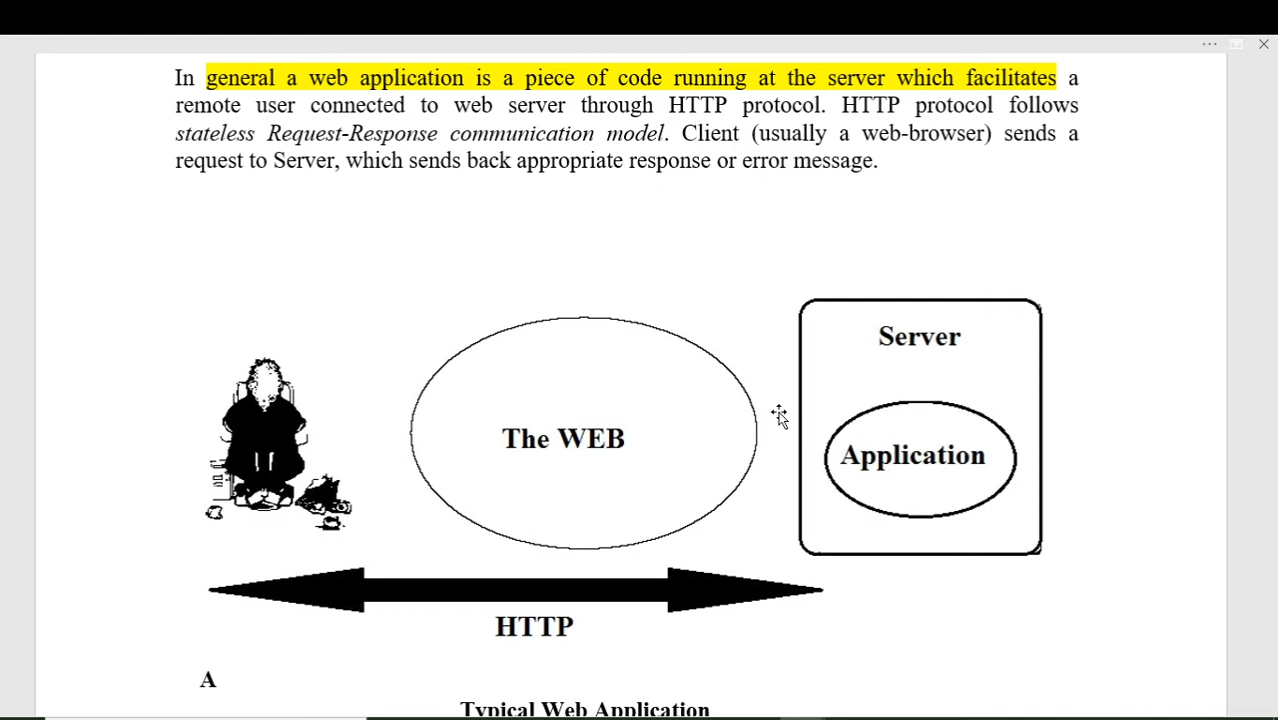 In general a web application is a piece of code running at the server which facilitates a
remote user connected to web server through HTTP protocol. HTTP protocol follows
stateless Request-Response communication model. Client (usually a web-browser) sends a
request to Server, which sends back appropriate response or error message.
Server
The WEB
Application
HTTP
A
Typical Web Application